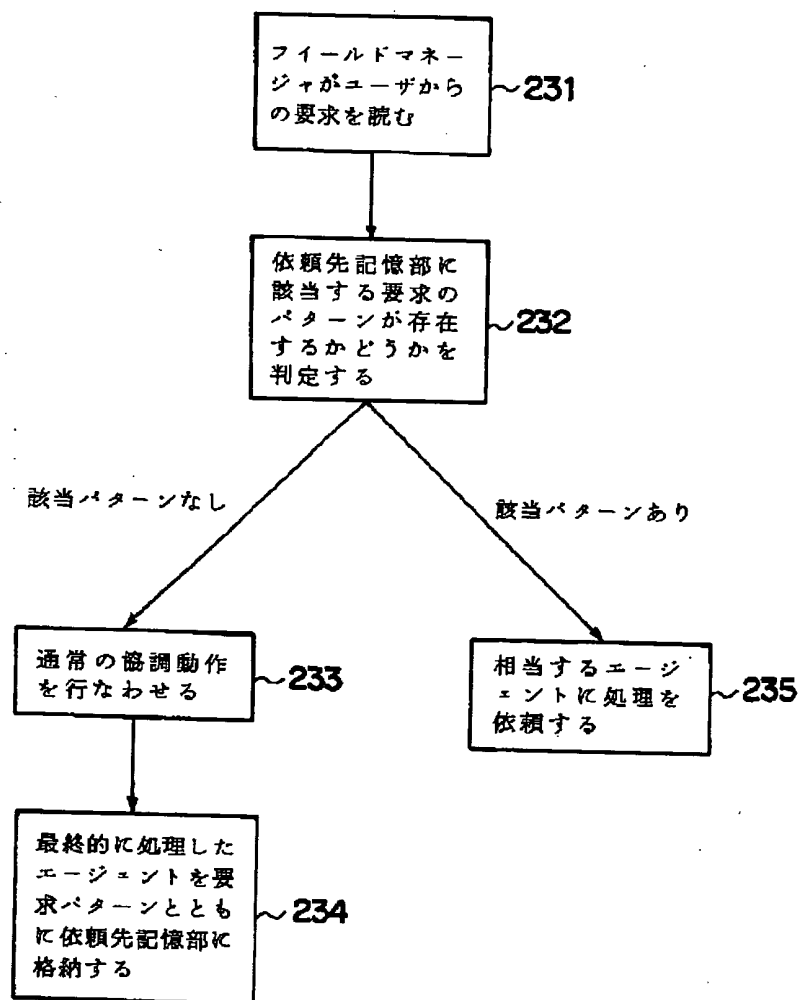 フイールドマネー
ジャがユーザから
の要求を読む
231
依頼先記憶部に
該当する要求の
パターンが存在
するかどうかを
判定する
232
該当パターンなし
該当パターンあり
通常の協調動作
を行なわせる
233
相当するエージ
ェントに処理を
依頼する
235
最終的に処理した
エージェントを要
求パターンととも
に依頼先記憶部に
格納する
234